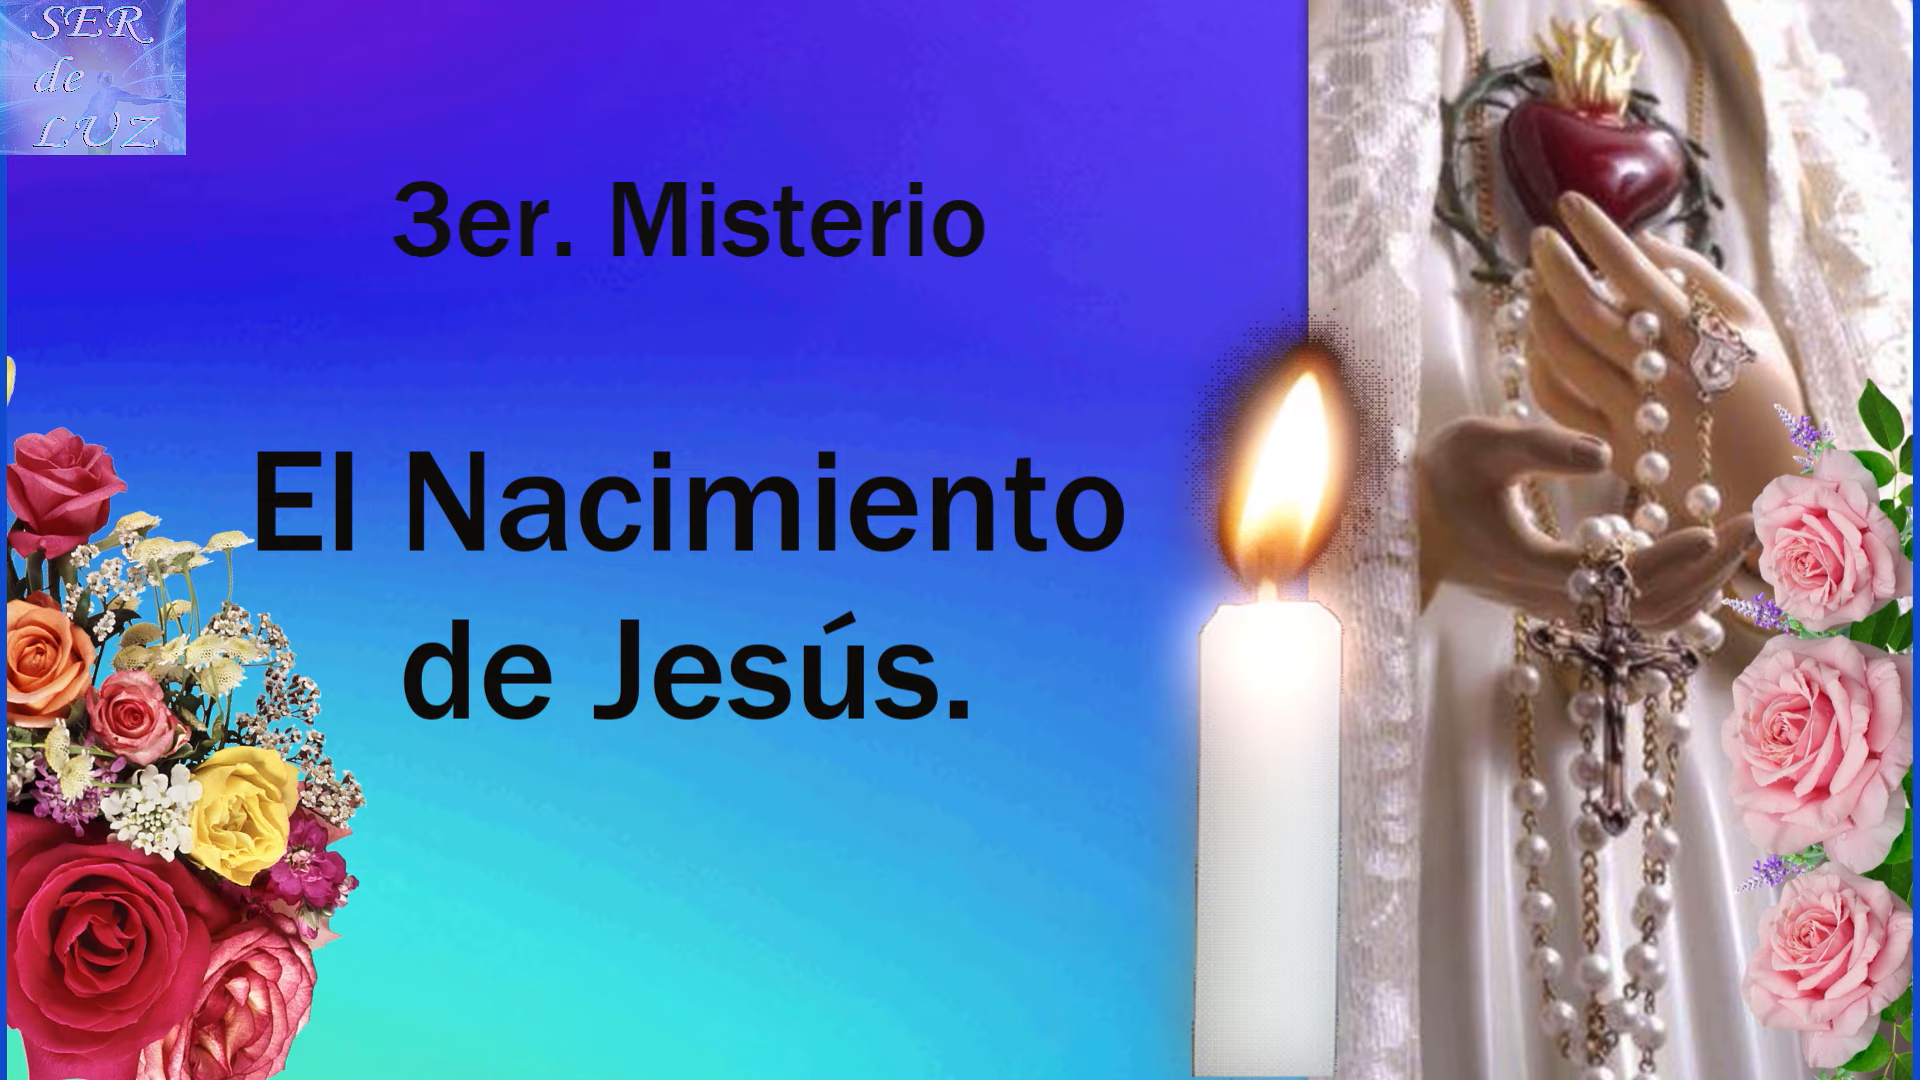 SER
de
LUZ
3er. Misterio
El Nacimiento
de Jesús.